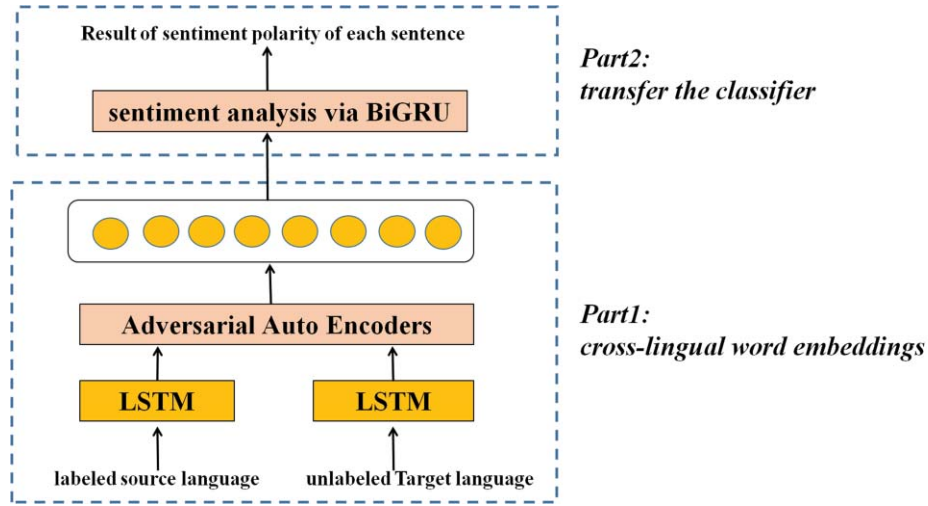 Result of sentiment polarity of each sentence
Part2:
transfer the classifier
sentiment analysis via BiGRU
Adversarial Auto Encoders
Part1:
cross-lingual word embeddings
LSTM
LSTM
labeled source language
unlabeled Target language